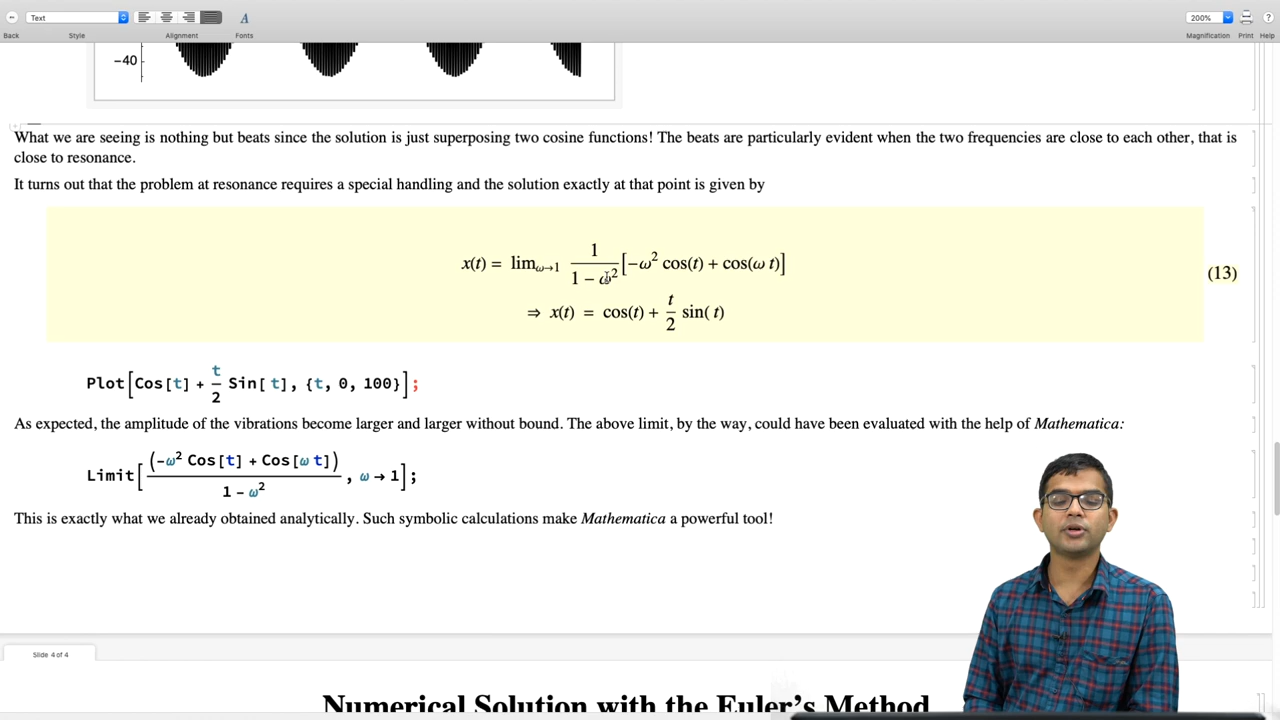 Text
200%
Back Style Alignment Fonts Magnification Print Help
−40
What we are seeing is nothing but beats since the solution is just superposing two cosine functions! The beats are particularly evident when the two frequencies are close to each other, that is
close to resonance.
It turns out that the problem at resonance requires a special handling and the solution exactly at that point is given by
x(t) = lim_{ω→1} 1/(1 − ω²) [−ω² cos(t) + cos(ω t)]
(13)
⇒ x(t) = cos(t) + t/2 sin( t)
Plot[Cos[t] + t/2 Sin[ t], {t, 0, 100}];
As expected, the amplitude of the vibrations become larger and larger without bound. The above limit, by the way, could have been evaluated with the help of Mathematica:
Limit[(−ω² Cos[t] + Cos[ω t])/(1 − ω²), ω → 1];
This is exactly what we already obtained analytically. Such symbolic calculations make Mathematica a powerful tool!
Slide 4 of 4
Numerical Solution with the Euler's Method